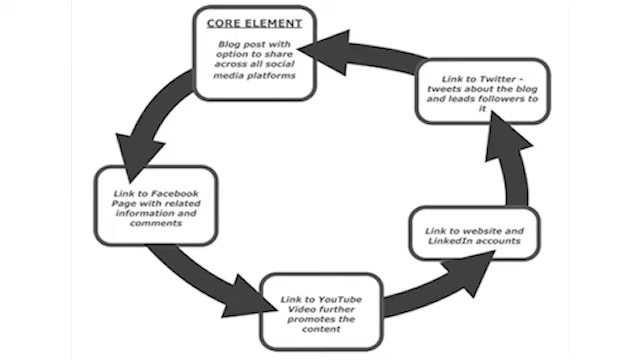 CORE ELEMENT
Blog post with
option to share
across all social
media platforms
Link to Twitter -
tweets about the blog
and leads followers to
it
Link to Facebook
Page with related
information and
comments
Link to website and
LinkedIn accounts
Link to YouTube
Video further
promotes the
content